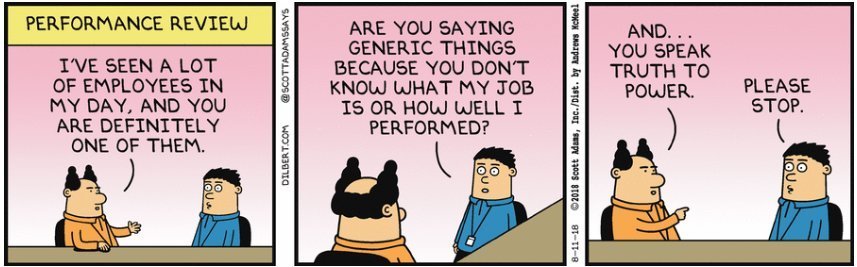 PERFORMANCE REVIEW
I'VE SEEN A LOT
OF EMPLOYEES IN
MY DAY, AND YOU
ARE DEFINITELY
ONE OF THEM.
DILBERT.COM @SCOTTADAMSSAYS
ARE YOU SAYING
GENERIC THINGS
BECAUSE YOU DON'T
KNOW WHAT MY JOB
IS OR HOW WELL I
PERFORMED?
8-11-18 ©2018 Scott Adams, Inc./Dist. by Andrews McMeel
AND...
YOU SPEAK
TRUTH TO
POWER.
PLEASE
STOP.